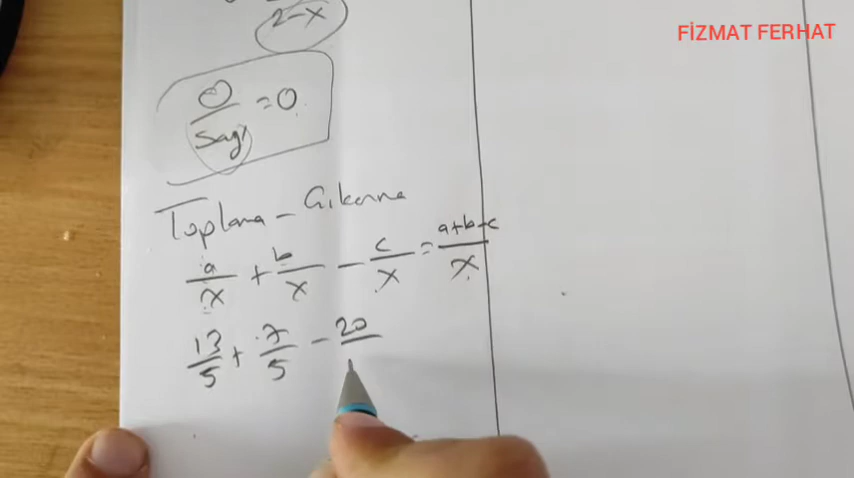 FİZMAT FERHAT
2-x
0/sayı = 0
Toplama - Çıkarma
a/x + b/x - c/x = a+b-c/x
13/5 + 7/5 - 20/